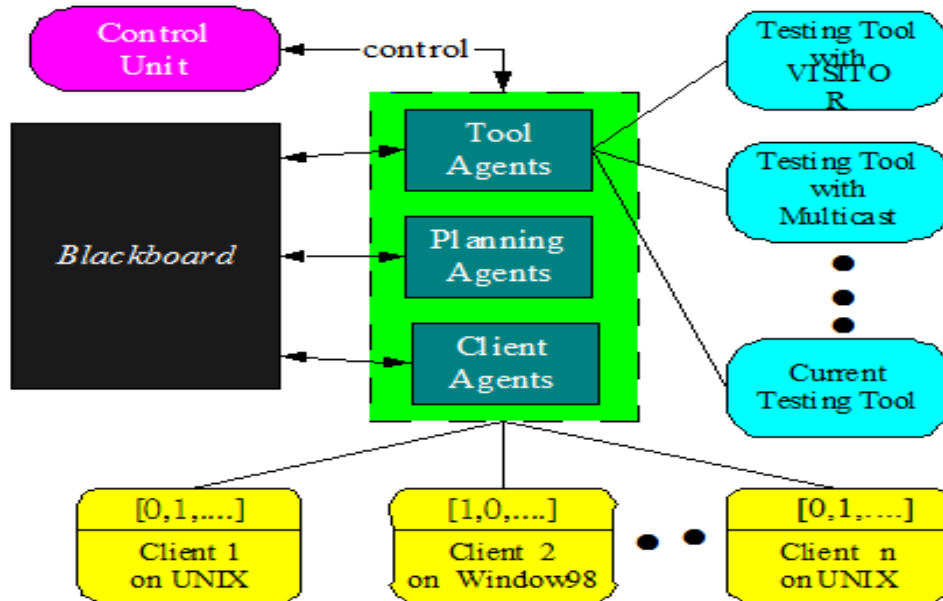 Control
Unit
control
Testing Tool
with
VISITO
R
Tool
Agents
Testing Tool
with
Multicast
Blackboard
Planning
Agents
Client
Agents
Current
Testing Tool
[0,1,....]
Client 1
on UNIX
[1,0,....]
Client 2
on Window98
[0,1,....]
Client n
on UNIX